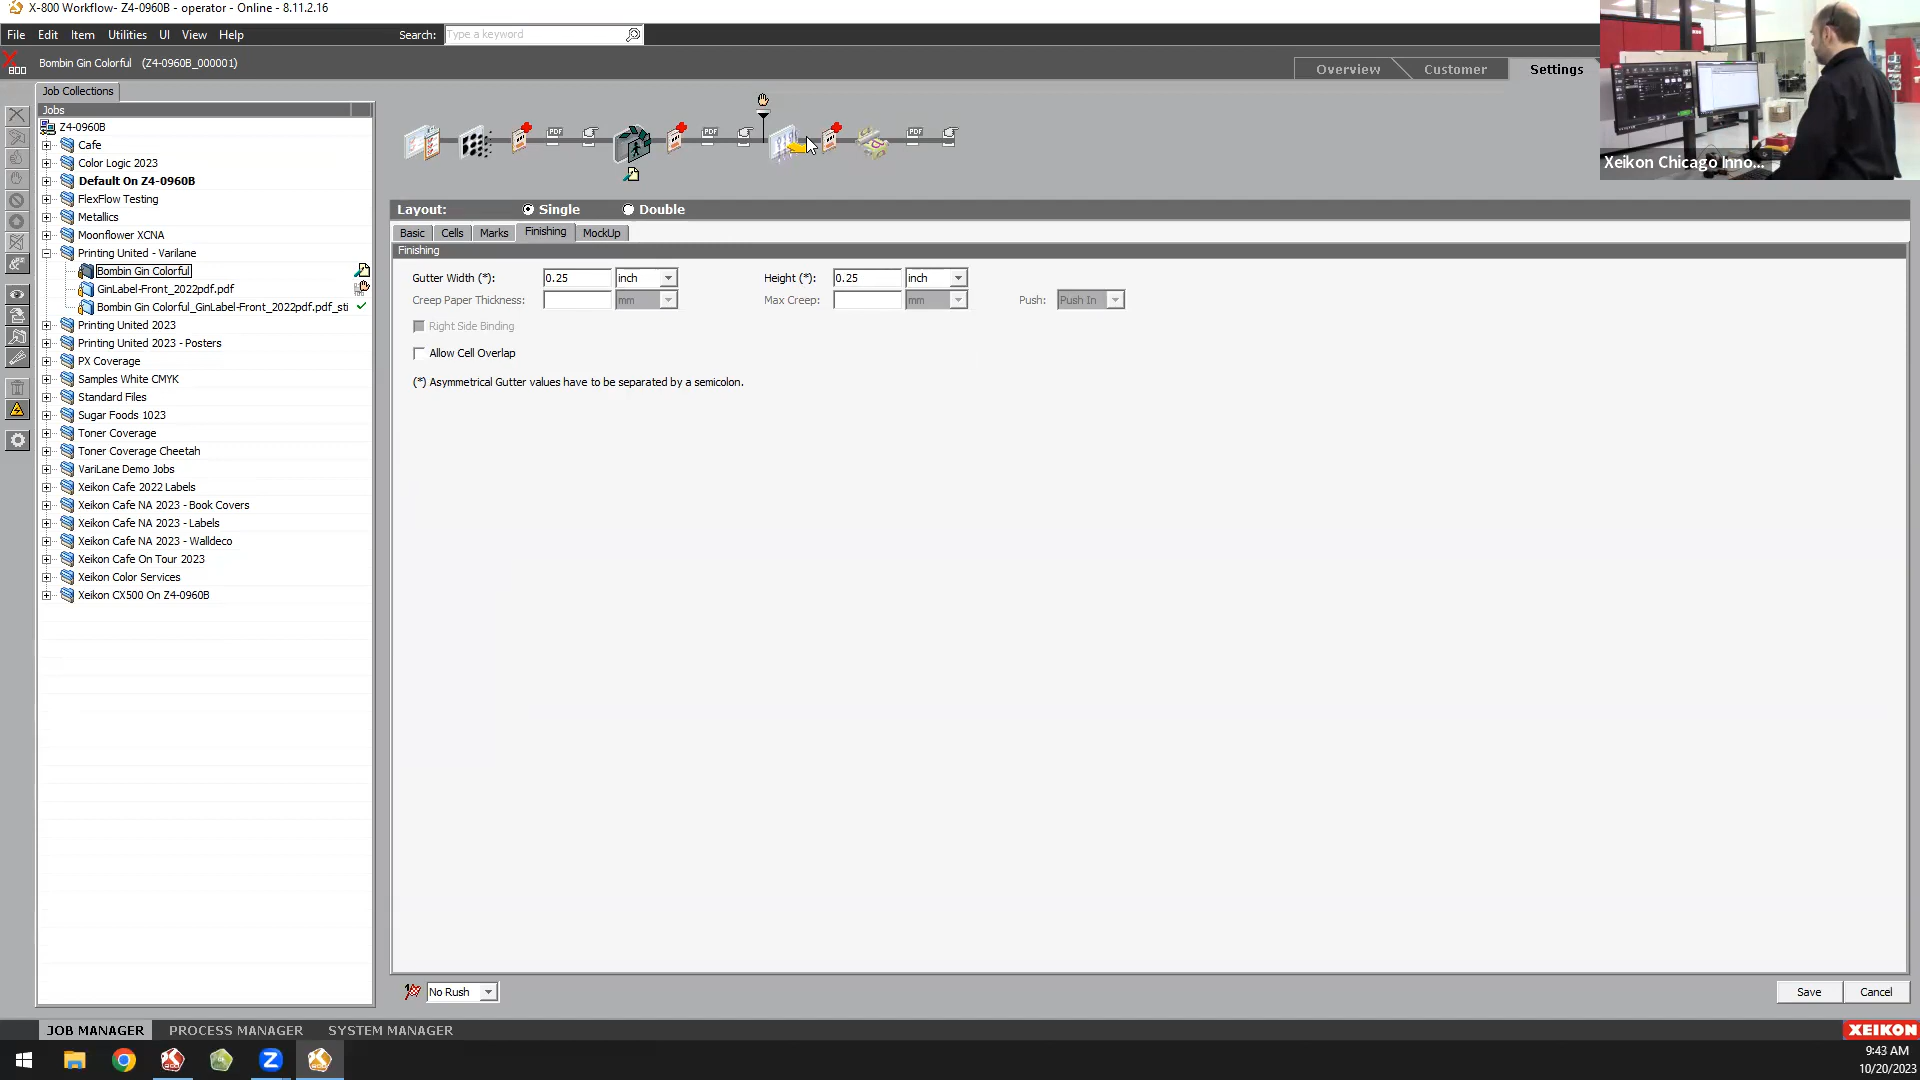 X-800 Workflow- Z4-0960B - operator - Online - 8.11.2.16
File Edit Item Utilities UI View Help Search: Type a keyword
800 Bombin Gin Colorful (Z4-0960B_000001)
Overview Customer Settings
Job Collections
Jobs
Z4-0960B
Cafe
Color Logic 2023
Default On Z4-0960B
FlexFlow Testing
Metallics
Moonflower XCNA
Printing United - Varilane
Bombin Gin Colorful
GinLabel-Front_2022pdf.pdf
Bombin Gin Colorful_GinLabel-Front_2022pdf.pdf_sti
Printing United 2023
Printing United 2023 - Posters
PX Coverage
Samples White CMYK
Standard Files
Sugar Foods 1023
Toner Coverage
Toner Coverage Cheetah
VariLane Demo Jobs
Xeikon Cafe 2022 Labels
Xeikon Cafe NA 2023 - Book Covers
Xeikon Cafe NA 2023 - Labels
Xeikon Cafe NA 2023 - Walldeco
Xeikon Cafe On Tour 2023
Xeikon Color Services
Xeikon CX500 On Z4-0960B
PDF PDF PDF
Xeikon Chicago Inno...
Layout: Single Double
Basic Cells Marks Finishing MockUp
Finishing
Gutter Width (*): 0.25 inch Height (*): 0.25 inch
Creep Paper Thickness: mm Max Creep: mm Push: Push In
Right Side Binding
Allow Cell Overlap
(*) Asymmetrical Gutter values have to be separated by a semicolon.
No Rush Save Cancel
JOB MANAGER PROCESS MANAGER SYSTEM MANAGER XEIKON
9:43 AM
10/20/2023